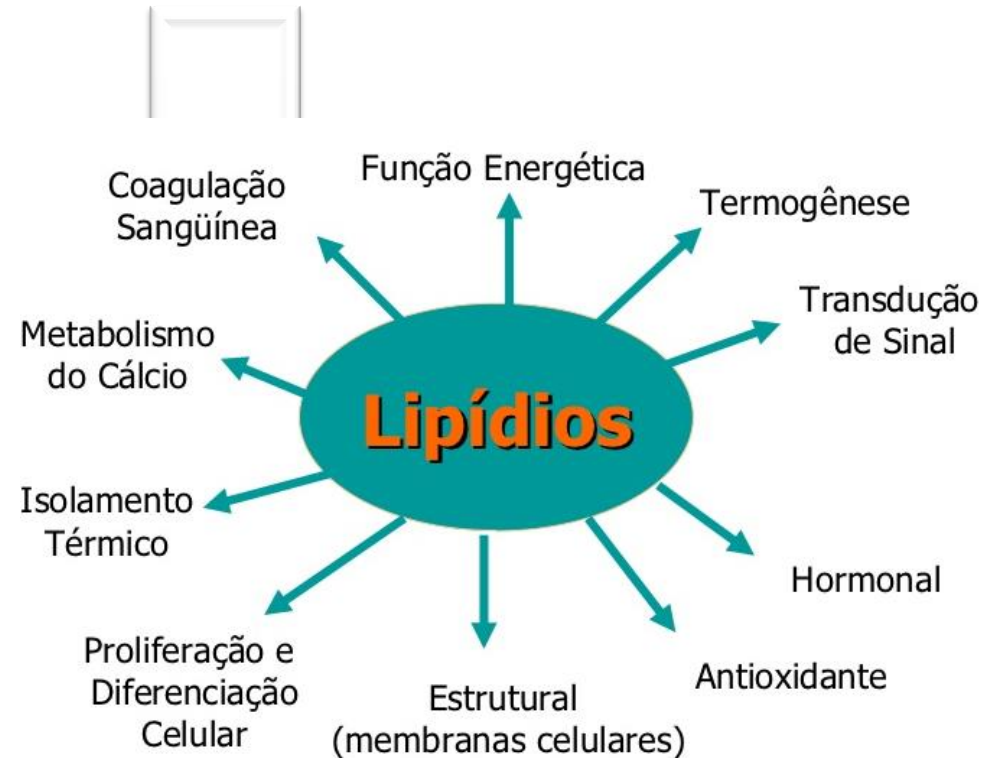 Função Energética
Coagulação
Sangüínea
Termogênese
Transdução
de Sinal
Metabolismo
do Cálcio
Lipídios
Isolamento
Térmico
Hormonal
Proliferação e
Diferenciação
Celular
Antioxidante
Estrutural
(membranas celulares)